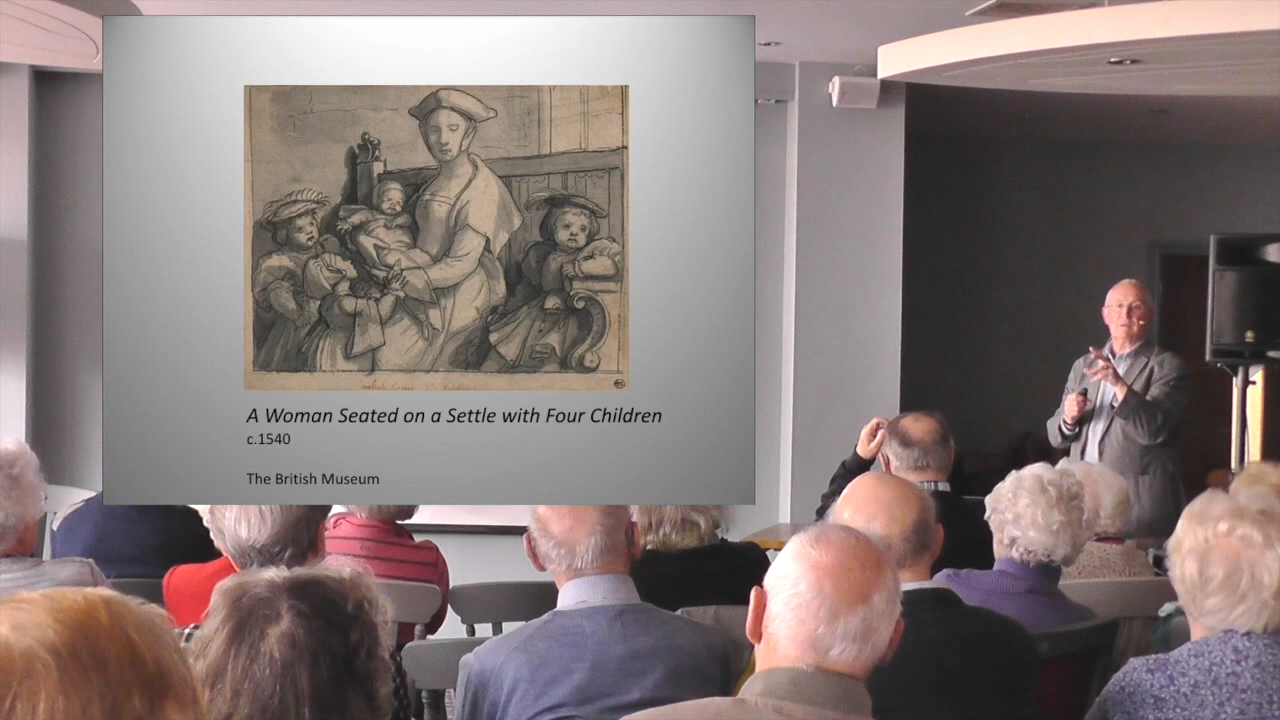 A Woman Seated on a Settle with Four Children
c.1540
The British Museum